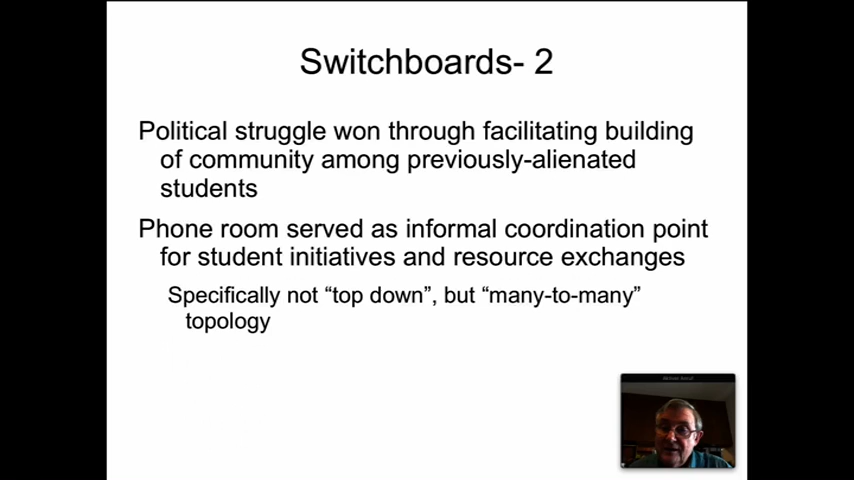 Switchboards- 2
Political struggle won through facilitating building
of community among previously-alienated
students
Phone room served as informal coordination point
for student initiatives and resource exchanges
Specifically not “top down”, but “many-to-many”
topology